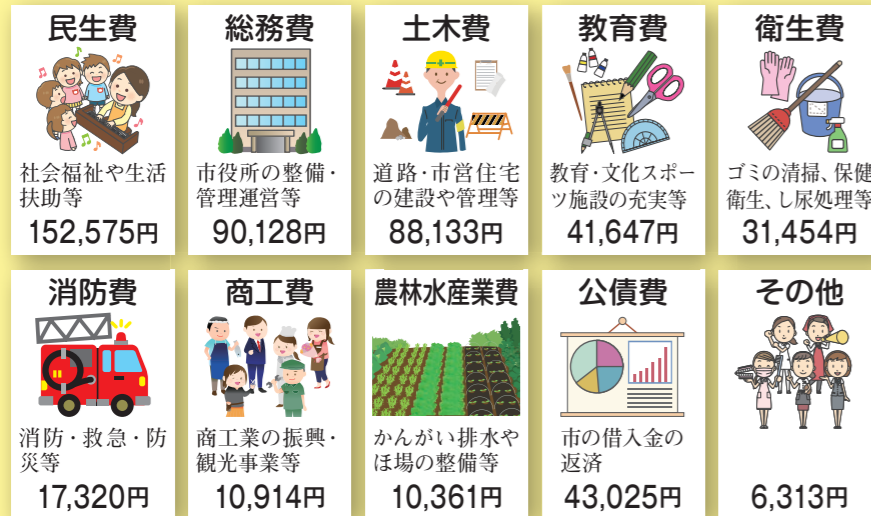 民生費
社会福祉や生活
扶助等
152,575円
総務費
市役所の整備・
管理運営等
90,128円
土木費
道路・市営住宅
の建設や管理等
88,133円
教育費
教育・文化スポー
ツ施設の充実等
41,647円
衛生費
ゴミの清掃、保健
衛生、し尿処理等
31,454円
消防費
消防・救急・防
災等
17,320円
商工費
商工業の振興・
観光事業等
10,914円
農林水産業費
かんがい排水や
ほ場の整備等
10,361円
公債費
市の借入金の
返済
43,025円
その他
6,313円